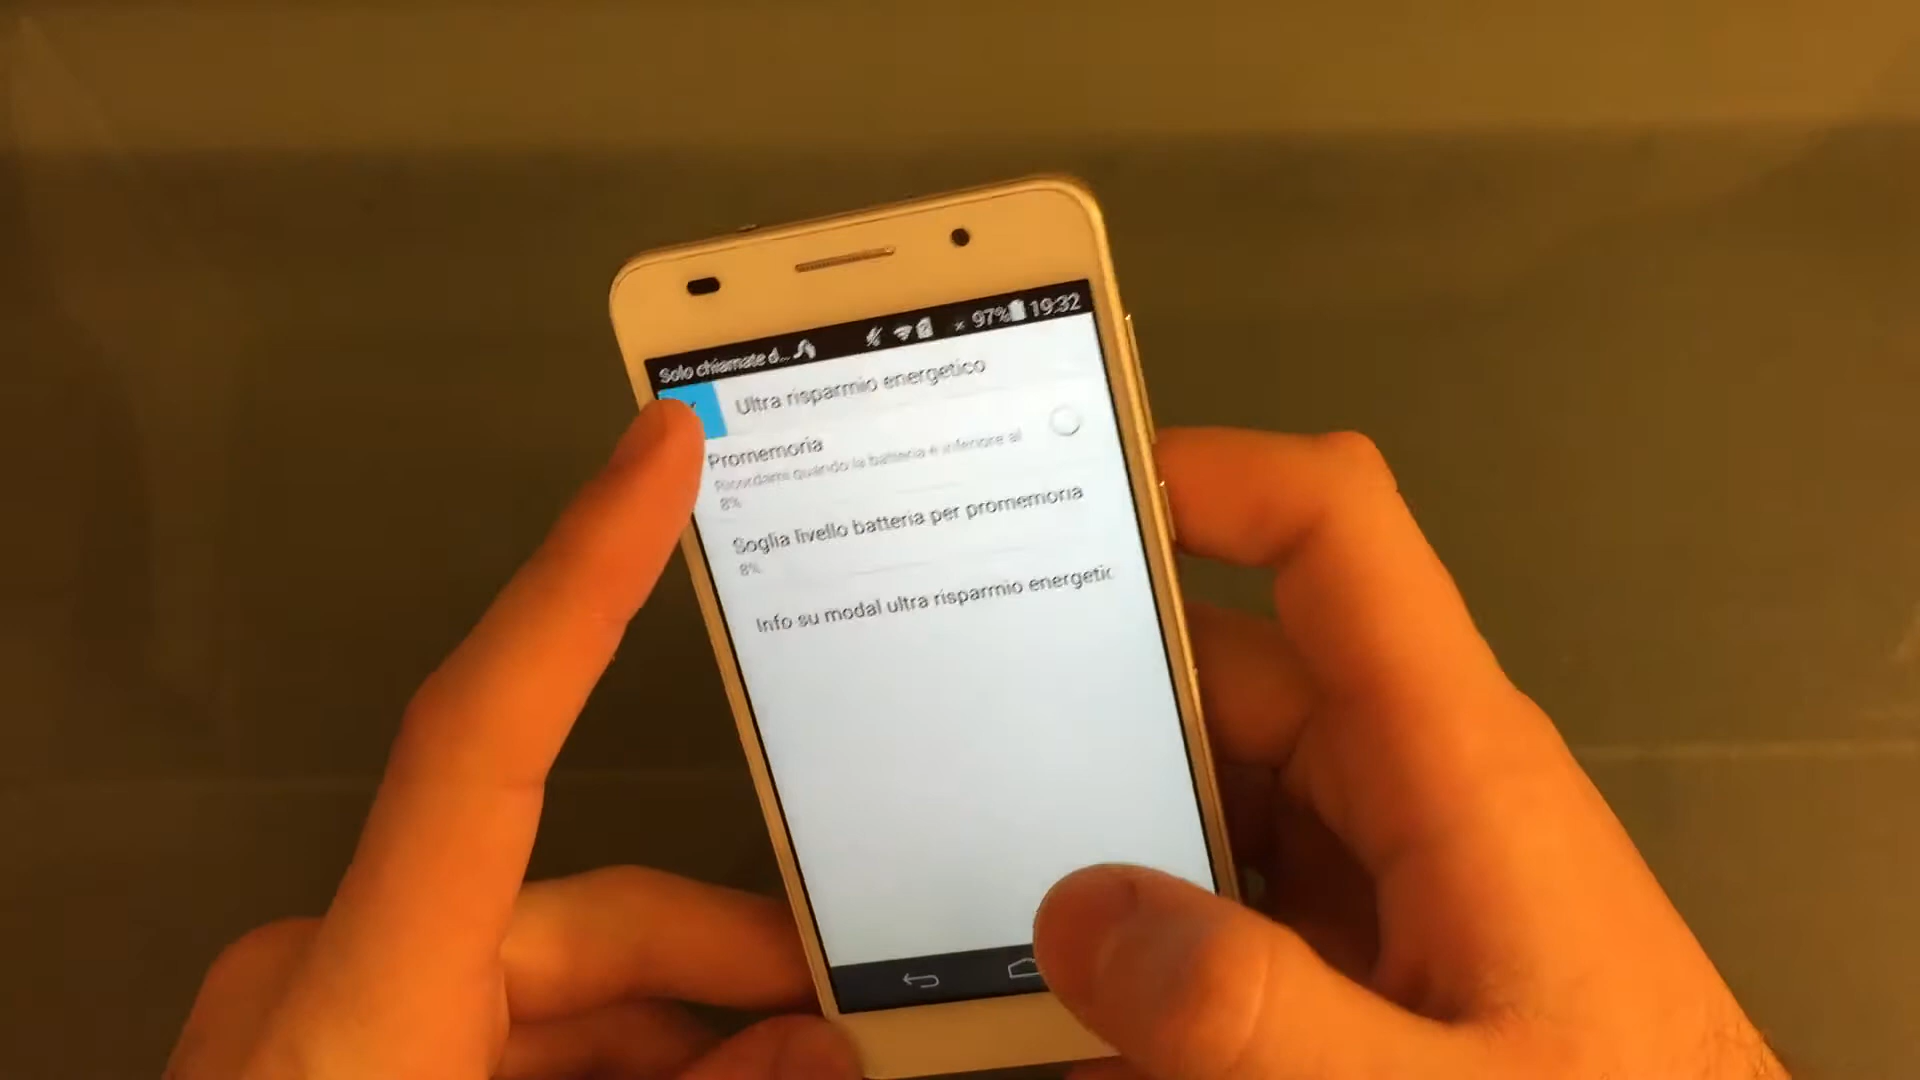 Solo chiamate d... 97% 19:32
Ultra risparmio energetico
Promemoria
Ricordami quando la batteria è inferiore al
8%
Soglia livello batteria per promemoria
8%
Info su modal ultra risparmio energetic